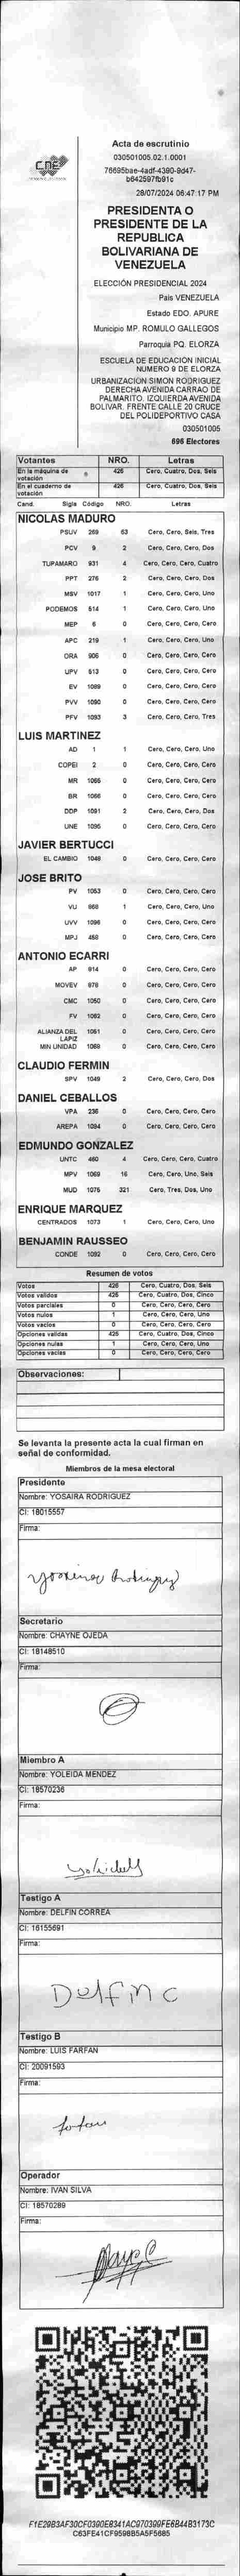 CNE
Acta de escrutinio
030501005.02.1.0001
76695bae-4adf-4390-9d47-
b642597fb91c
28/07/2024 06:47:17 PM
PRESIDENTA O
PRESIDENTE DE LA
REPUBLICA
BOLIVARIANA DE
VENEZUELA
ELECCIÓN PRESIDENCIAL 2024
País VENEZUELA
Estado EDO. APURE
Municipio MP. ROMULO GALLEGOS
Parroquia PQ. ELORZA
ESCUELA DE EDUCACIÓN INICIAL
NUMERO 9 DE ELORZA
URBANIZACIÓN SIMÓN RODRIGUEZ
DERECHA AVENIDA CARRAO DE
PALMARITO. IZQUIERDA AVENIDA
BOLIVAR. FRENTE CALLE 20 CRUCE
DEL POLIDEPORTIVO CASA
030501005
696 Electores
Votantes NRO. Letras
En la máquina de votación 426 Cero, Cuatro, Dos, Seis
En el cuaderno de votación 426 Cero, Cuatro, Dos, Seis
Cand. Sigla Código NRO. Letras
NICOLAS MADURO
PSUV 269 63 Cero, Cero, Seis, Tres
PCV 9 2 Cero, Cero, Cero, Dos
TUPAMARO 931 4 Cero, Cero, Cero, Cuatro
PPT 276 2 Cero, Cero, Cero, Dos
MSV 1017 1 Cero, Cero, Cero, Uno
PODEMOS 514 1 Cero, Cero, Cero, Uno
MEP 6 0 Cero, Cero, Cero, Cero
APC 219 1 Cero, Cero, Cero, Uno
ORA 906 0 Cero, Cero, Cero, Cero
UPV 513 0 Cero, Cero, Cero, Cero
EV 1089 0 Cero, Cero, Cero, Cero
PVV 1090 0 Cero, Cero, Cero, Cero
PFV 1093 3 Cero, Cero, Cero, Tres
LUIS MARTINEZ
AD 1 1 Cero, Cero, Cero, Uno
COPEI 2 0 Cero, Cero, Cero, Cero
MR 1065 0 Cero, Cero, Cero, Cero
BR 1066 0 Cero, Cero, Cero, Cero
DDP 1091 2 Cero, Cero, Cero, Dos
UNE 1095 0 Cero, Cero, Cero, Cero
JAVIER BERTUCCI
EL CAMBIO 1048 0 Cero, Cero, Cero, Cero
JOSE BRITO
PV 1053 0 Cero, Cero, Cero, Cero
VU 968 1 Cero, Cero, Cero, Uno
UVV 1096 0 Cero, Cero, Cero, Cero
MPJ 458 0 Cero, Cero, Cero, Cero
ANTONIO ECARRI
AP 914 0 Cero, Cero, Cero, Cero
MOVEV 978 0 Cero, Cero, Cero, Cero
CMC 1050 0 Cero, Cero, Cero, Cero
FV 1082 0 Cero, Cero, Cero, Cero
ALIANZA DEL LAPIZ 1081 0 Cero, Cero, Cero, Cero
MIN UNIDAD 1069 0 Cero, Cero, Cero, Cero
CLAUDIO FERMIN
SPV 1049 2 Cero, Cero, Cero, Dos
DANIEL CEBALLOS
VPA 236 0 Cero, Cero, Cero, Cero
AREPA 1094 0 Cero, Cero, Cero, Cero
EDMUNDO GONZALEZ
UNTC 460 4 Cero, Cero, Cero, Cuatro
MPV 1069 16 Cero, Cero, Uno, Seis
MUD 1075 321 Cero, Tres, Dos, Uno
ENRIQUE MARQUEZ
CENTRADOS 1073 1 Cero, Cero, Cero, Uno
BENJAMIN RAUSSEO
CONDE 1092 0 Cero, Cero, Cero, Cero
Resumen de votos
Votos 426 Cero, Cuatro, Dos, Seis
Votos validos 425 Cero, Cuatro, Dos, Cinco
Votos parciales 0 Cero, Cero, Cero, Cero
Votos nulos 1 Cero, Cero, Cero, Uno
Votos vacios 0 Cero, Cero, Cero, Cero
Opciones validas 425 Cero, Cuatro, Dos, Cinco
Opciones nulas 1 Cero, Cero, Cero, Uno
Opciones vacias 0 Cero, Cero, Cero, Cero
Observaciones:
Se levanta la presente acta la cual firman en
señal de conformidad.
Miembros de la mesa electoral
Presidente
Nombre: YOSAIRA RODRIGUEZ
CI: 18015557
Firma:
Secretario
Nombre: CHAYNE OJEDA
CI: 18148510
Firma:
Miembro A
Nombre: YOLEIDA MENDEZ
CI: 18570236
Firma:
Testigo A
Nombre: DELFIN CORREA
CI: 16155691
Firma:
Delfin C
Testigo B
Nombre: LUIS FARFAN
CI: 20091593
Firma:
Operador
Nombre: IVAN SILVA
CI: 18570289
Firma:
F1E29B3AF30CF0390E8341AC970399FE6B44B3173C
C63FE41CF9598B5A5F5685